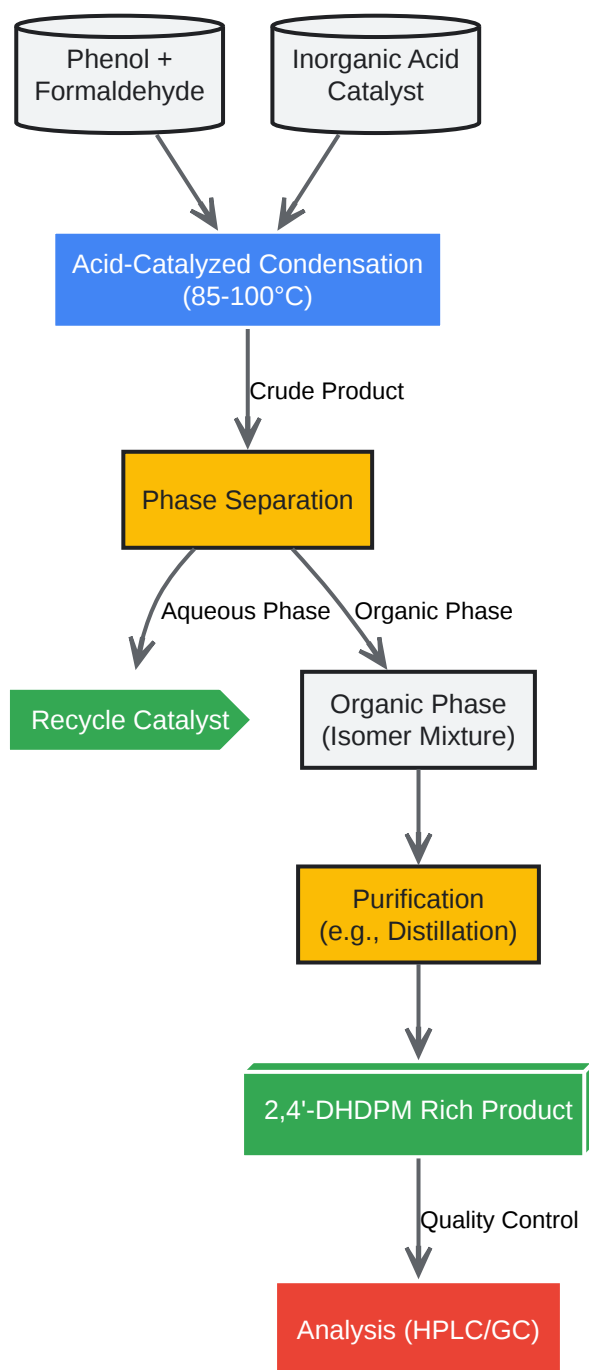 Phenol +
Formaldehyde
Inorganic Acid
Catalyst
Acid-Catalyzed Condensation
(85-100°C)
Crude Product
Phase Separation
Aqueous Phase
Organic Phase
Recycle Catalyst
Organic Phase
(Isomer Mixture)
Purification
(e.g., Distillation)
2,4'-DHDPM Rich Product
Quality Control
Analysis (HPLC/GC)